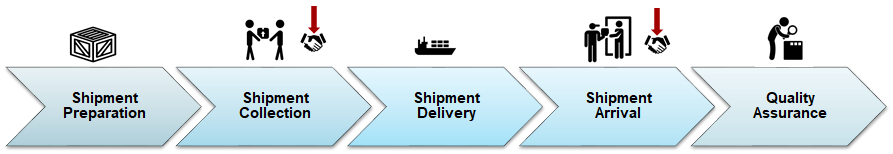 Shipment
Preparation
Shipment
Collection
Shipment
Delivery
Shipment
Arrival
Quality
Assurance